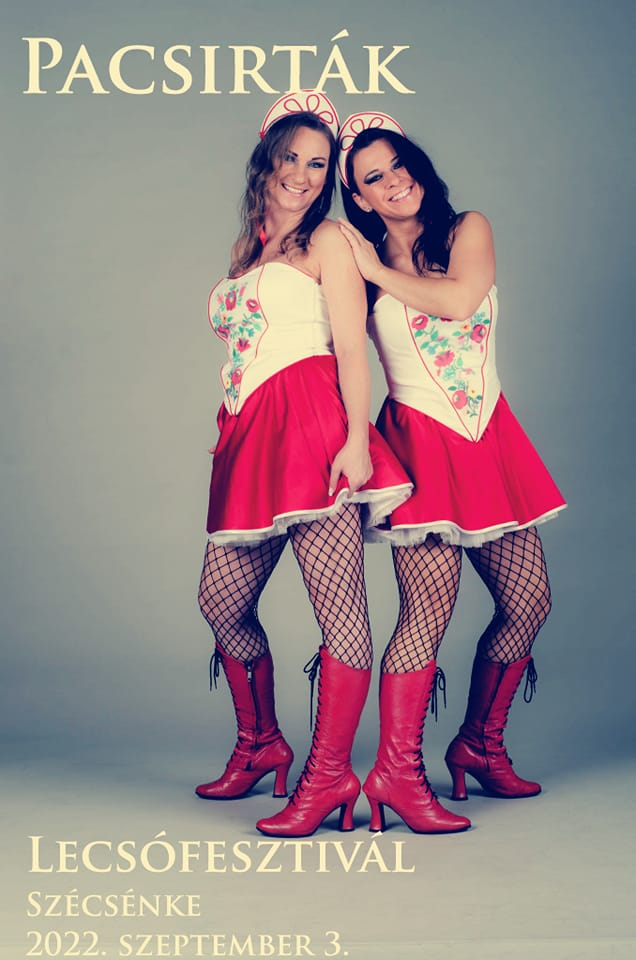 Pacsirták
Lecsófesztivál
Szécsénke
2022. szeptember 3.